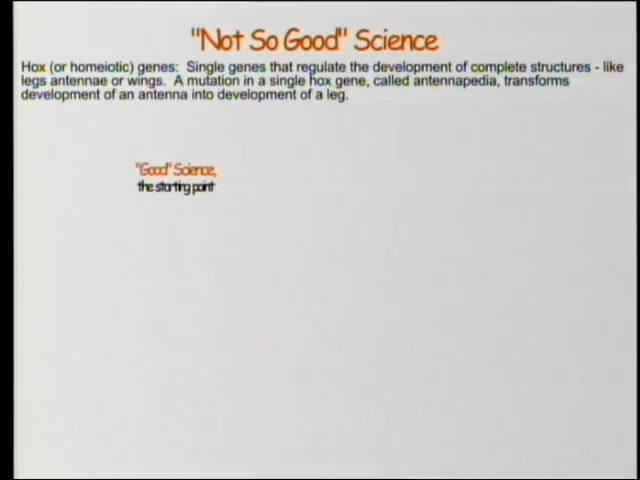 "Not So Good" Science
Hox (or homeiotic) genes: Single genes that regulate the development of complete structures - like
legs antennae or wings. A mutation in a single hox gene, called antennapedia, transforms
development of an antenna into development of a leg.
"Good" Science,
the starting point